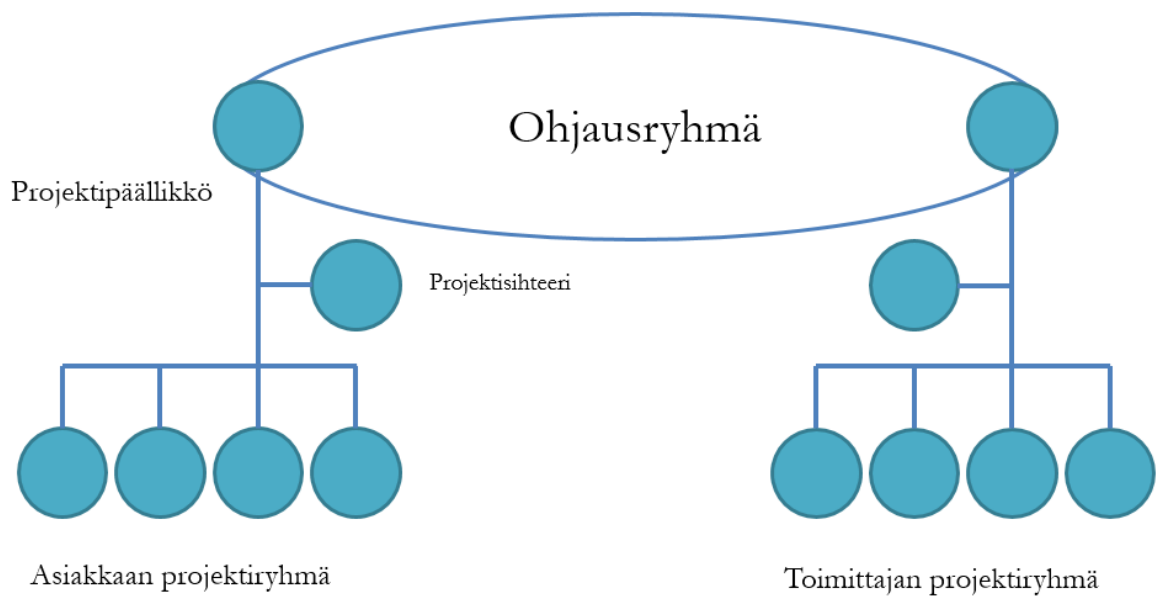 Ohjausryhmä
Projektipäällikkö
Projektisihteeri
Asiakkaan projektiryhmä
Toimittajan projektiryhmä